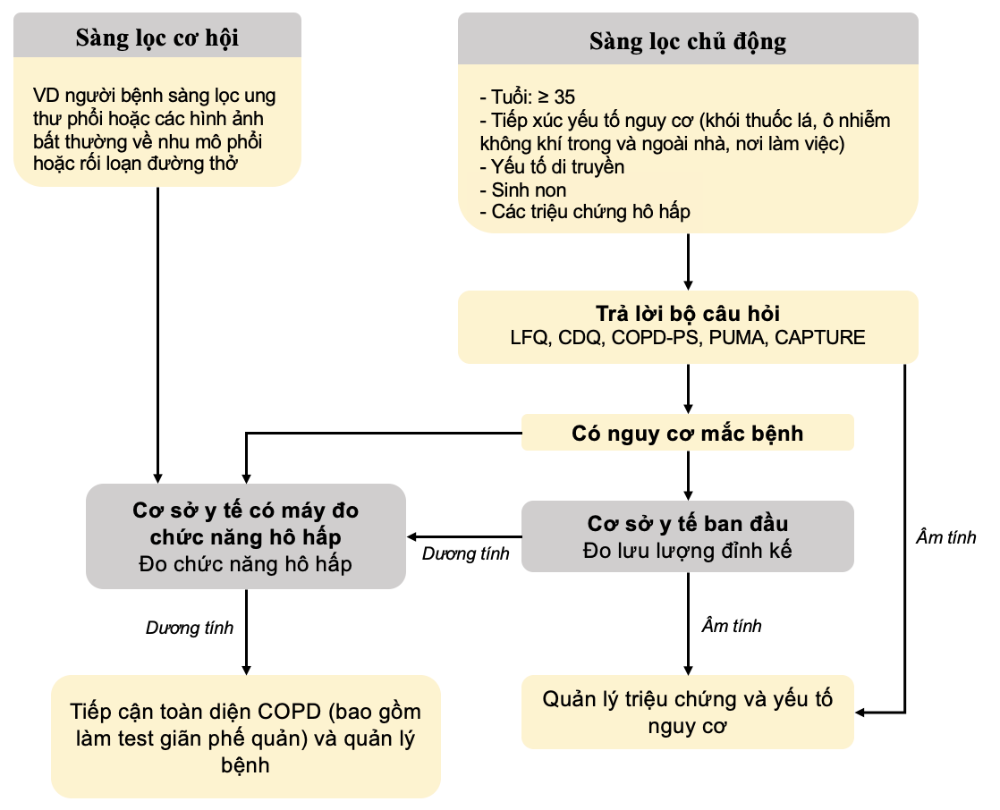 Sàng lọc cơ hội
VD người bệnh sàng lọc ung
thư phổi hoặc các hình ảnh
bất thường về nhu mô phổi
hoặc rối loạn đường thở
Sàng lọc chủ động
- Tuổi: ≥ 35
- Tiếp xúc yếu tố nguy cơ (khói thuốc lá, ô nhiễm
không khí trong và ngoài nhà, nơi làm việc)
- Yếu tố di truyền
- Sinh non
- Các triệu chứng hô hấp
Trả lời bộ câu hỏi
LFQ, CDQ, COPD-PS, PUMA, CAPTURE
Có nguy cơ mắc bệnh
Cơ sở y tế có máy đo
chức năng hô hấp
Đo chức năng hô hấp
Dương tính
Cơ sở y tế ban đầu
Đo lưu lượng đỉnh kế
Âm tính
Dương tính
Âm tính
Tiếp cận toàn diện COPD (bao gồm
làm test giãn phế quản) và quản lý
bệnh
Quản lý triệu chứng và yếu tố
nguy cơ